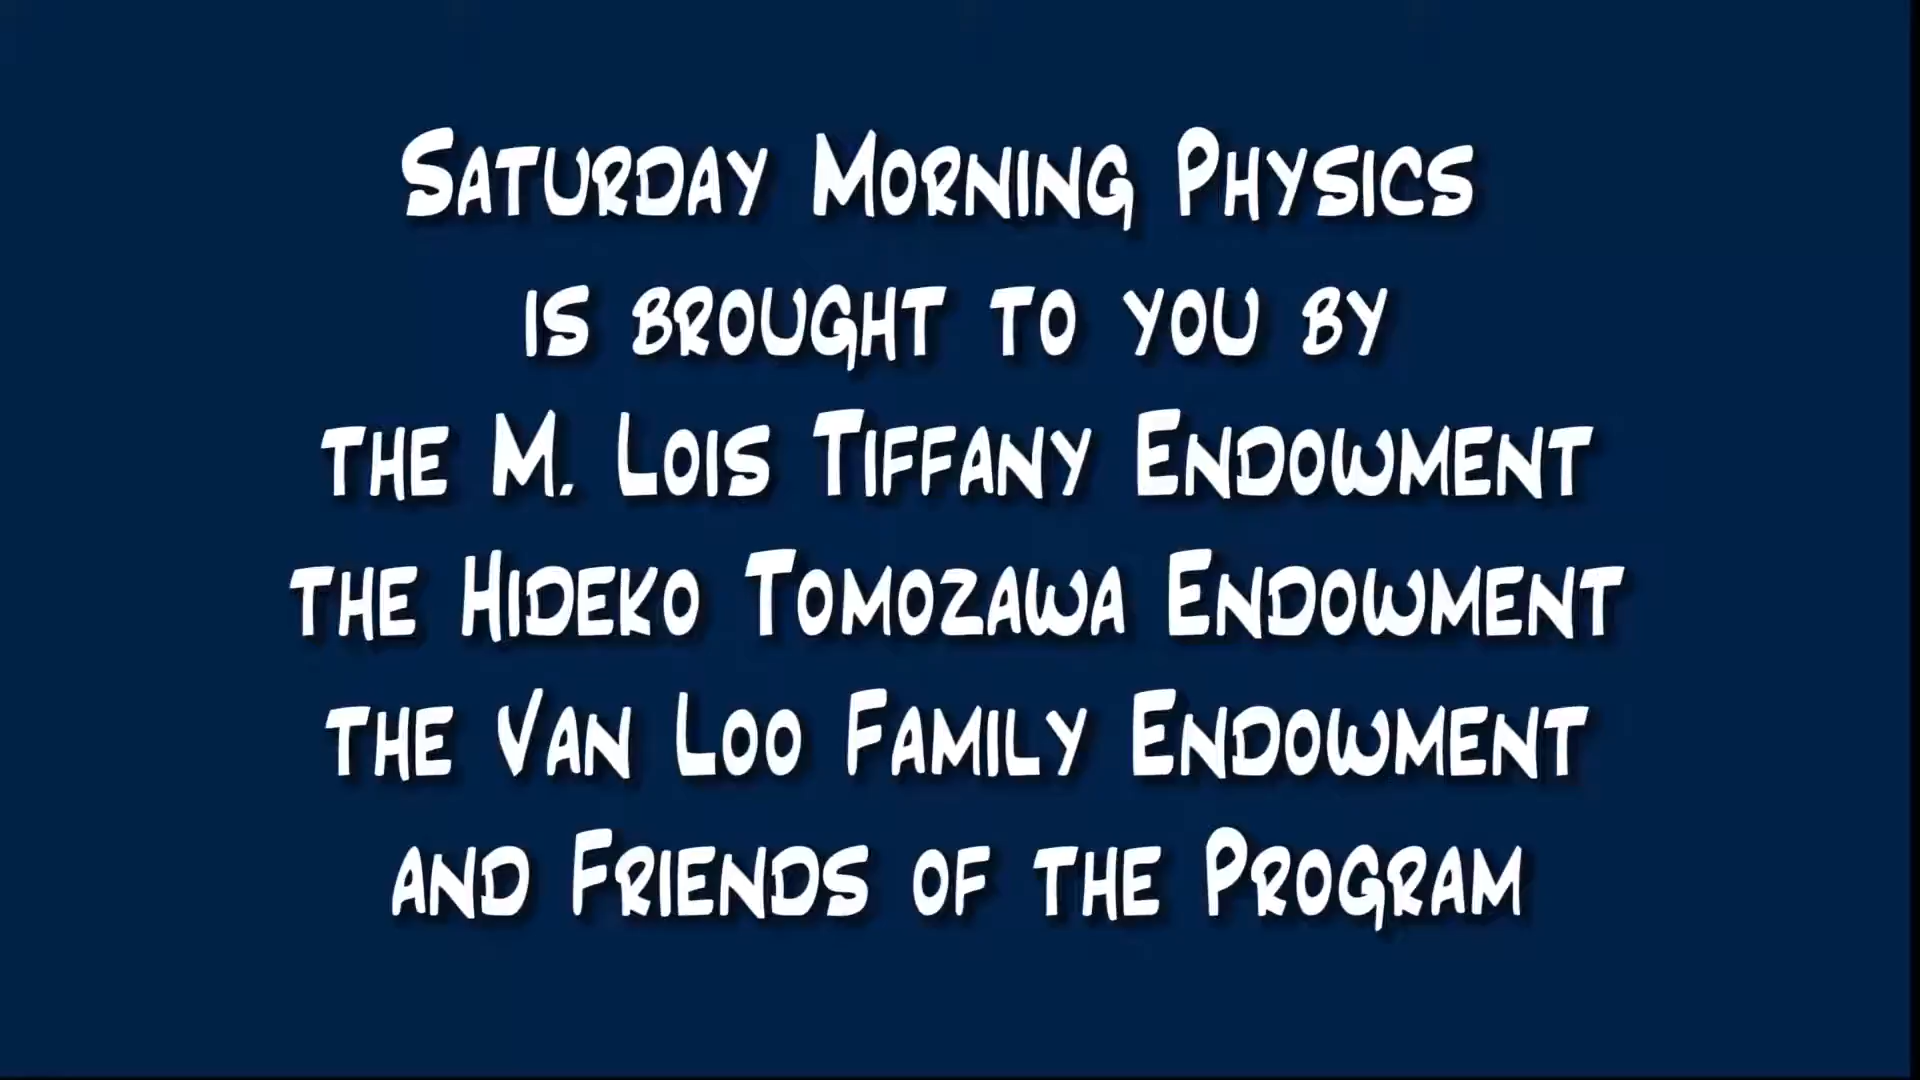 Saturday Morning Physics
is brought to you by
the M. Lois Tiffany Endowment
the Hideko Tomozawa Endowment
the Van Loo Family Endowment
and Friends of the Program